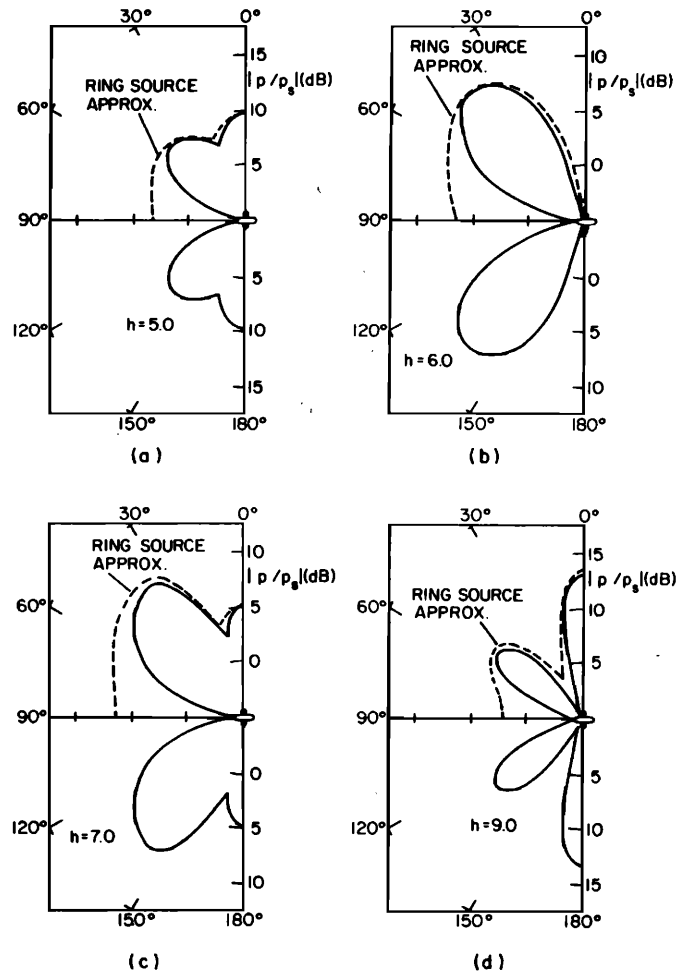 30° 0°
15
|p/ps|(dB)
RING SOURCE
APPROX.
60°
10
5
90°
5
120°
h=5.0
10
15
150° 180°
(a)
30° 0°
10
RING SOURCE
APPROX.
|p/ps|(dB)
60°
5
0
90°
0
120°
h=6.0
5
10
150° 180°
(b)
30° 0°
10
RING SOURCE
APPROX.
|p/ps|(dB)
60°
5
0
90°
0
120°
h=7.0
5
10
150° 180°
(c)
30° 0°
15
|p/ps|(dB)
RING SOURCE
APPROX.
60°
10
5
90°
5
120°
h=9.0
10
15
150° 180°
(d)